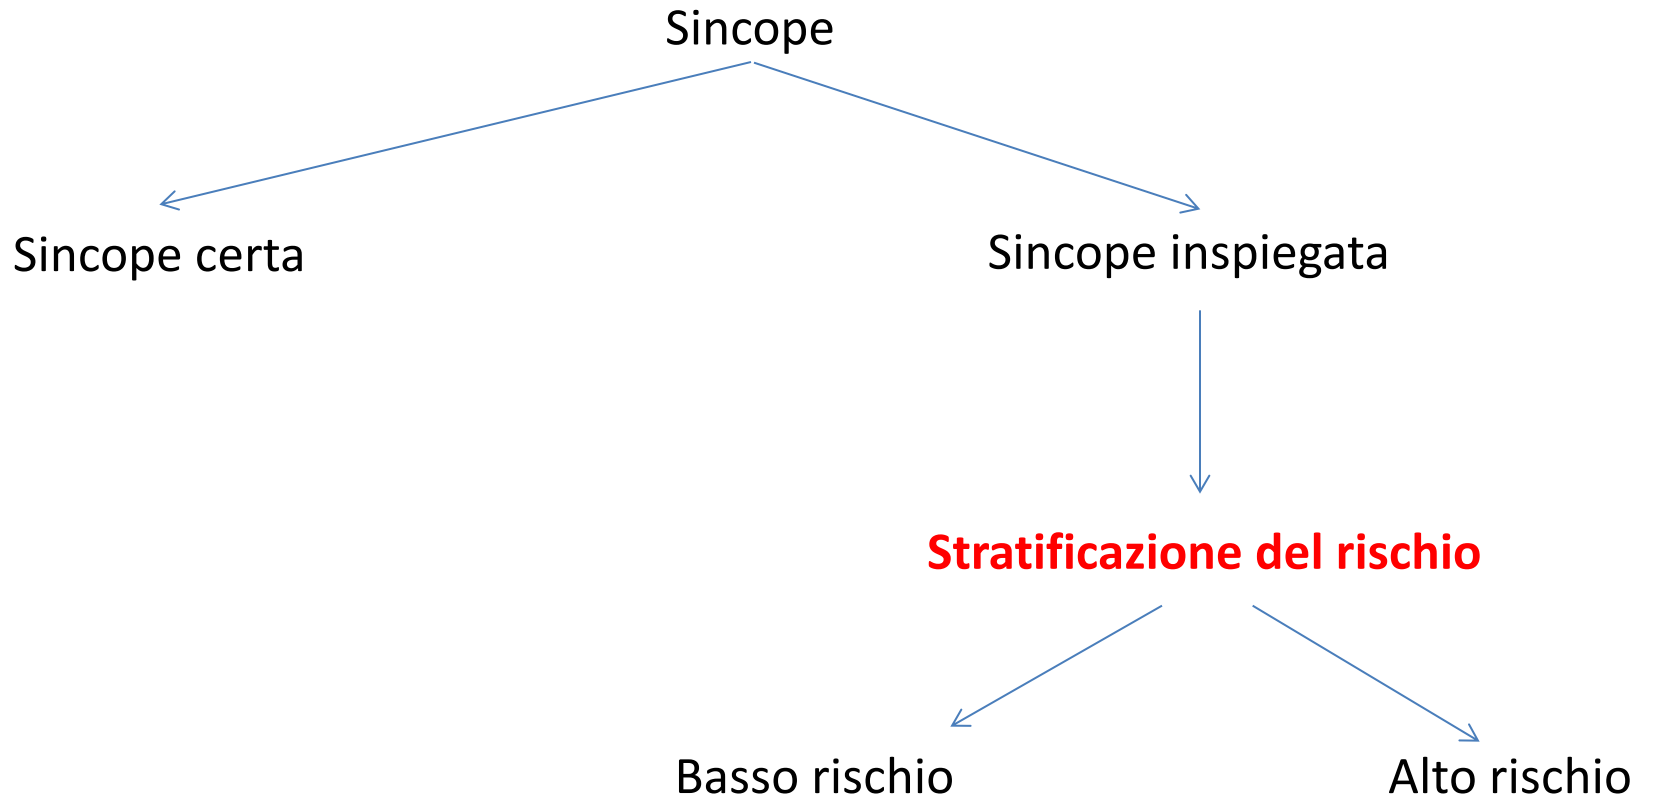 Sincope
Sincope certa
Sincope inspiegata
Stratificazione del rischio
Basso rischio
Alto rischio